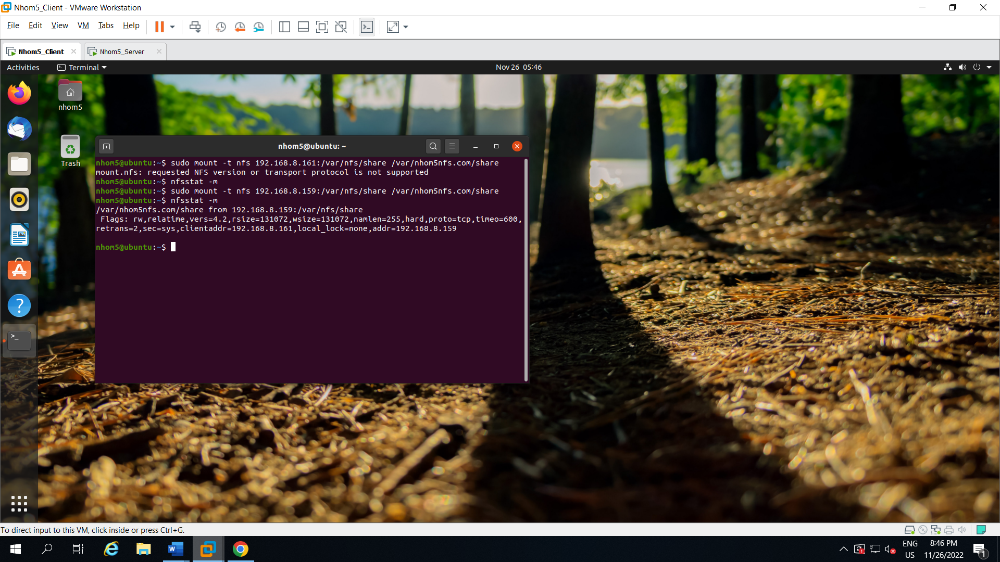 Nhom5_Client - VMware Workstation
File Edit View VM Tabs Help
Nhom5_Client
Nhom5_Server
Activities
Terminal
Nov 26 05:46
nhom5
Trash
nhom5@ubuntu: ~
nhom5@ubuntu:~$ sudo mount -t nfs 192.168.8.161:/var/nfs/share /var/nhom5nfs.com/share
mount.nfs: requested NFS version or transport protocol is not supported
nhom5@ubuntu:~$ nfsstat -m
nhom5@ubuntu:~$ sudo mount -t nfs 192.168.8.159:/var/nfs/share /var/nhom5nfs.com/share
nhom5@ubuntu:~$ nfsstat -m
/var/nhom5nfs.com/share from 192.168.8.159:/var/nfs/share
Flags: rw,relatime,vers=4.2,rsize=131072,wsize=131072,namlen=255,hard,proto=tcp,timeo=600,
retrans=2,sec=sys,clientaddr=192.168.8.161,local_lock=none,addr=192.168.8.159
nhom5@ubuntu:~$
To direct input to this VM, click inside or press Ctrl+G.
ENG
US
8:46 PM
11/26/2022
1